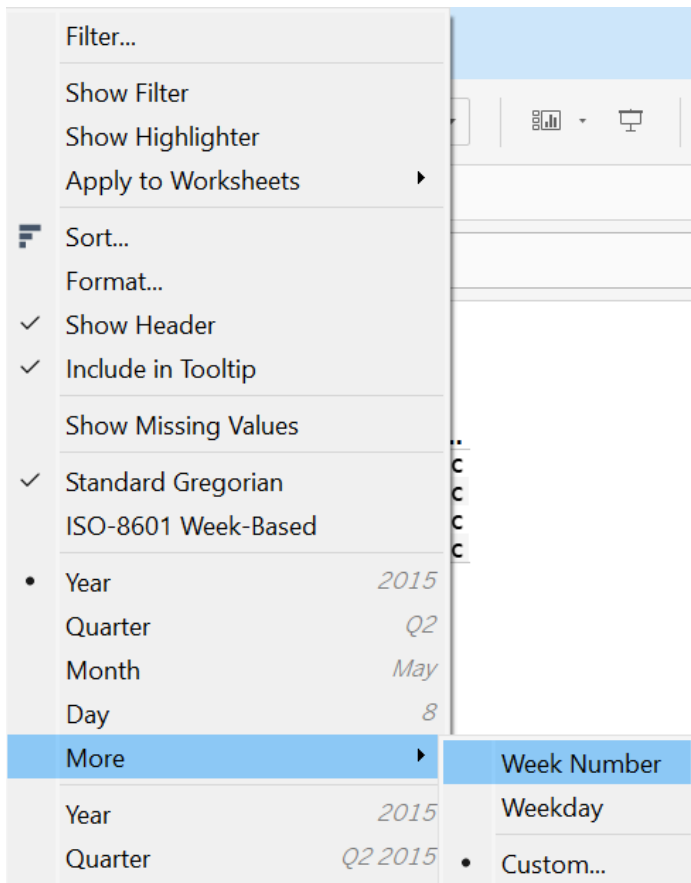 Filter...
Show Filter
Show Highlighter
Apply to Worksheets
Sort...
Format...
Show Header
Include in Tooltip
Show Missing Values
..
Standard Gregorian
c
c
ISO-8601 Week-Based
c
c
Year 2015
Quarter Q2
Month May
Day 8
More
Week Number
Year 2015
Weekday
Quarter Q2 2015
Custom...